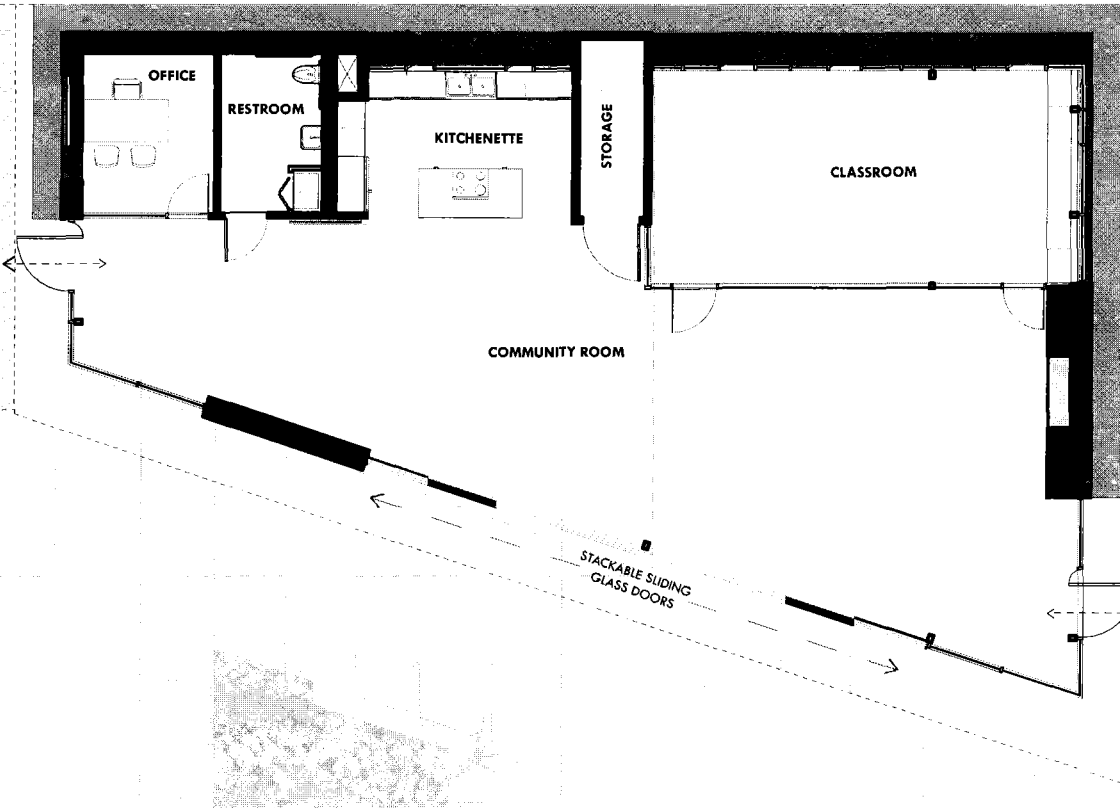 OFFICE
RESTROOM
KITCHENETTE
STORAGE
CLASSROOM
COMMUNITY ROOM
STACKABLE SLIDING
GLASS DOORS